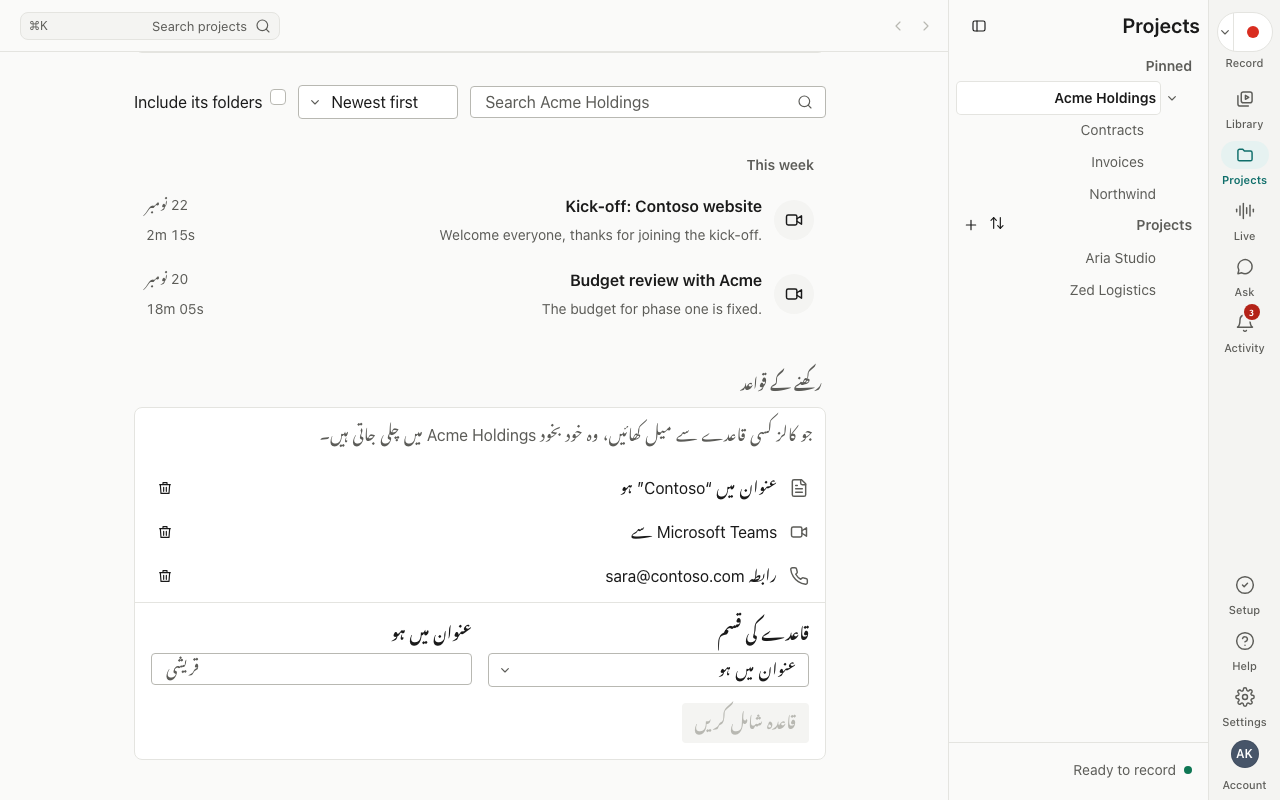 ⌘K
Search projects
Projects
Record
Pinned
Library
Acme Holdings
Contracts
Projects
Invoices
Northwind
Live
Projects
Aria Studio
Ask
Zed Logistics
3
Activity
Include its folders
Newest first
Search Acme Holdings
This week
Kick-off: Contoso website
22 نومبر
Welcome everyone, thanks for joining the kick-off.
2m 15s
Budget review with Acme
20 نومبر
The budget for phase one is fixed.
18m 05s
رکھنے کے قواعد
جو کالز کسی قاعدے سے میل کھائیں، وہ خود بخود Acme Holdings میں چلی جاتی ہیں۔
عنوان میں “Contoso” ہو
Microsoft Teams سے
رابطہ sara@contoso.com
قاعدے کی قسم
عنوان میں ہو
عنوان میں ہو
قریشی
قاعدہ شامل کریں
Setup
Help
Settings
Ready to record
AK
Account